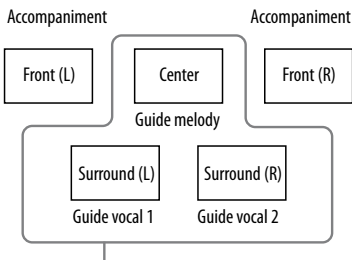 Accompaniment Accompaniment
Front (L) Center Front (R)
Guide melody
Surround (L) Surround (R)
Guide vocal 1 Guide vocal 2